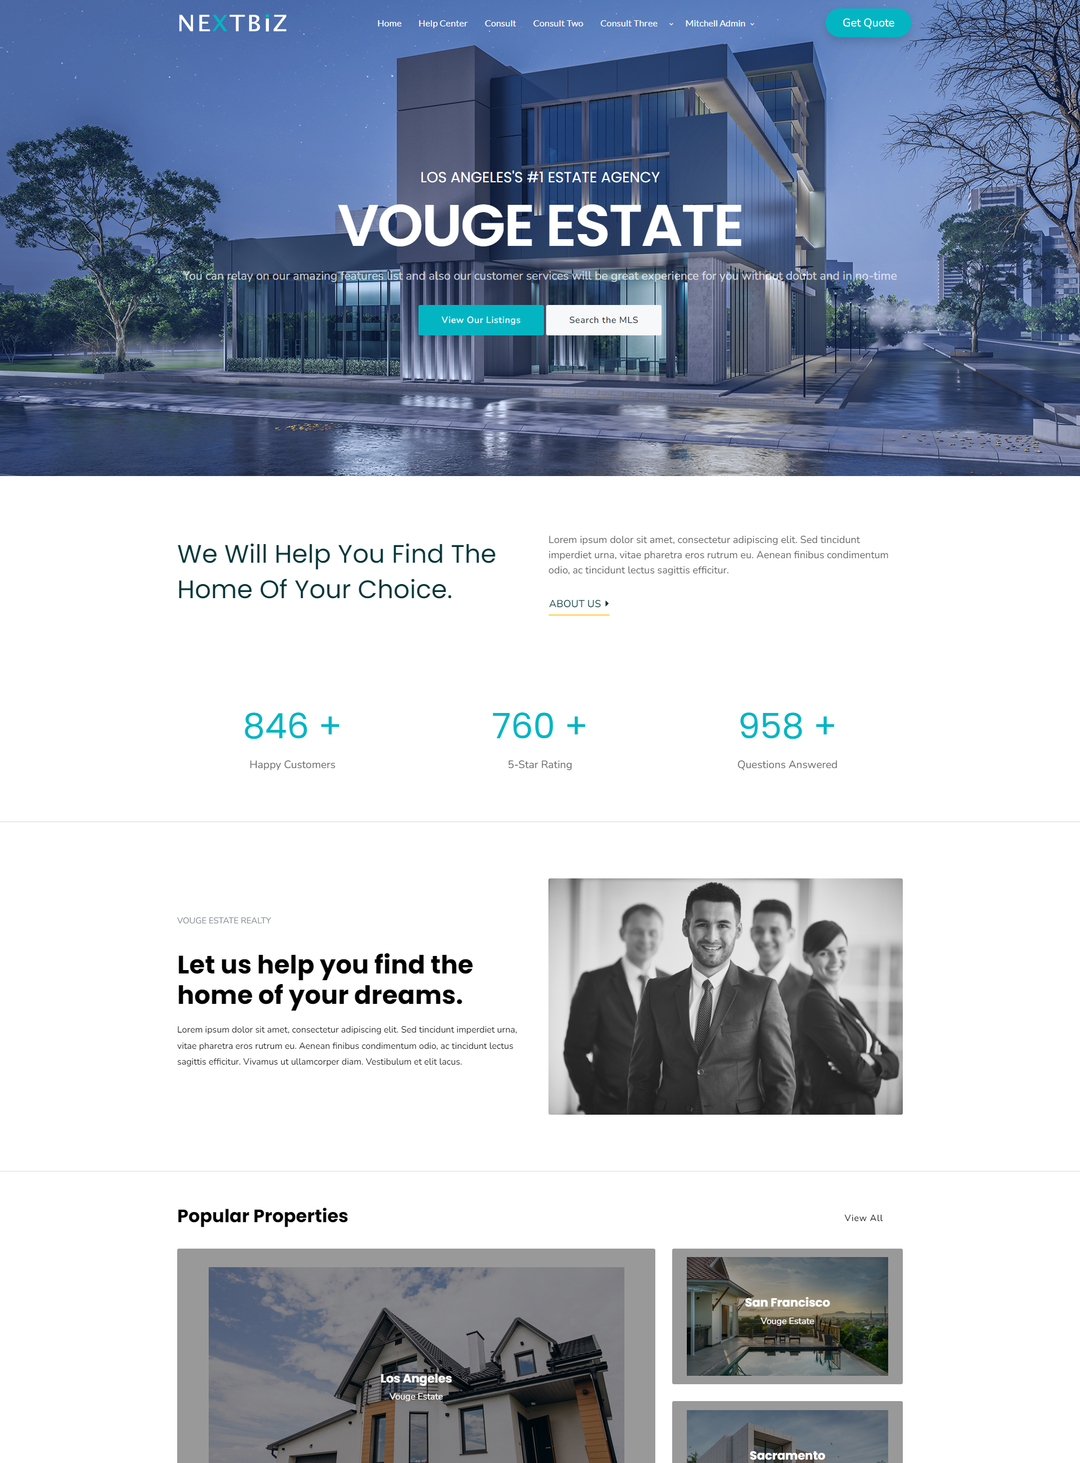 NEXTBIZ
Home Help Center Consult Consult Two Consult Three Mitchell Admin
Get Quote
LOS ANGELES'S #1 ESTATE AGENCY
VOUGE ESTATE
You can relay on our amazing features list and also our customer services will be great experience for you without doubt and in no-time
View Our Listings
Search the MLS
We Will Help You Find The
Home Of Your Choice.
Lorem ipsum dolor sit amet, consectetur adipiscing elit. Sed tincidunt
imperdiet urna, vitae pharetra eros rutrum eu. Aenean finibus condimentum
odio, ac tincidunt lectus sagittis efficitur.
ABOUT US
846 +
Happy Customers
760 +
5-Star Rating
958 +
Questions Answered
VOUGE ESTATE REALTY
Let us help you find the
home of your dreams.
Lorem ipsum dolor sit amet, consectetur adipiscing elit. Sed tincidunt imperdiet urna,
vitae pharetra eros rutrum eu. Aenean finibus condimentum odio, ac tincidunt lectus
sagittis efficitur. Vivamus ut ullamcorper diam. Vestibulum et elit lacus.
Popular Properties
View All
Los Angeles
Vouge Estate
San Francisco
Vouge Estate
Sacramento